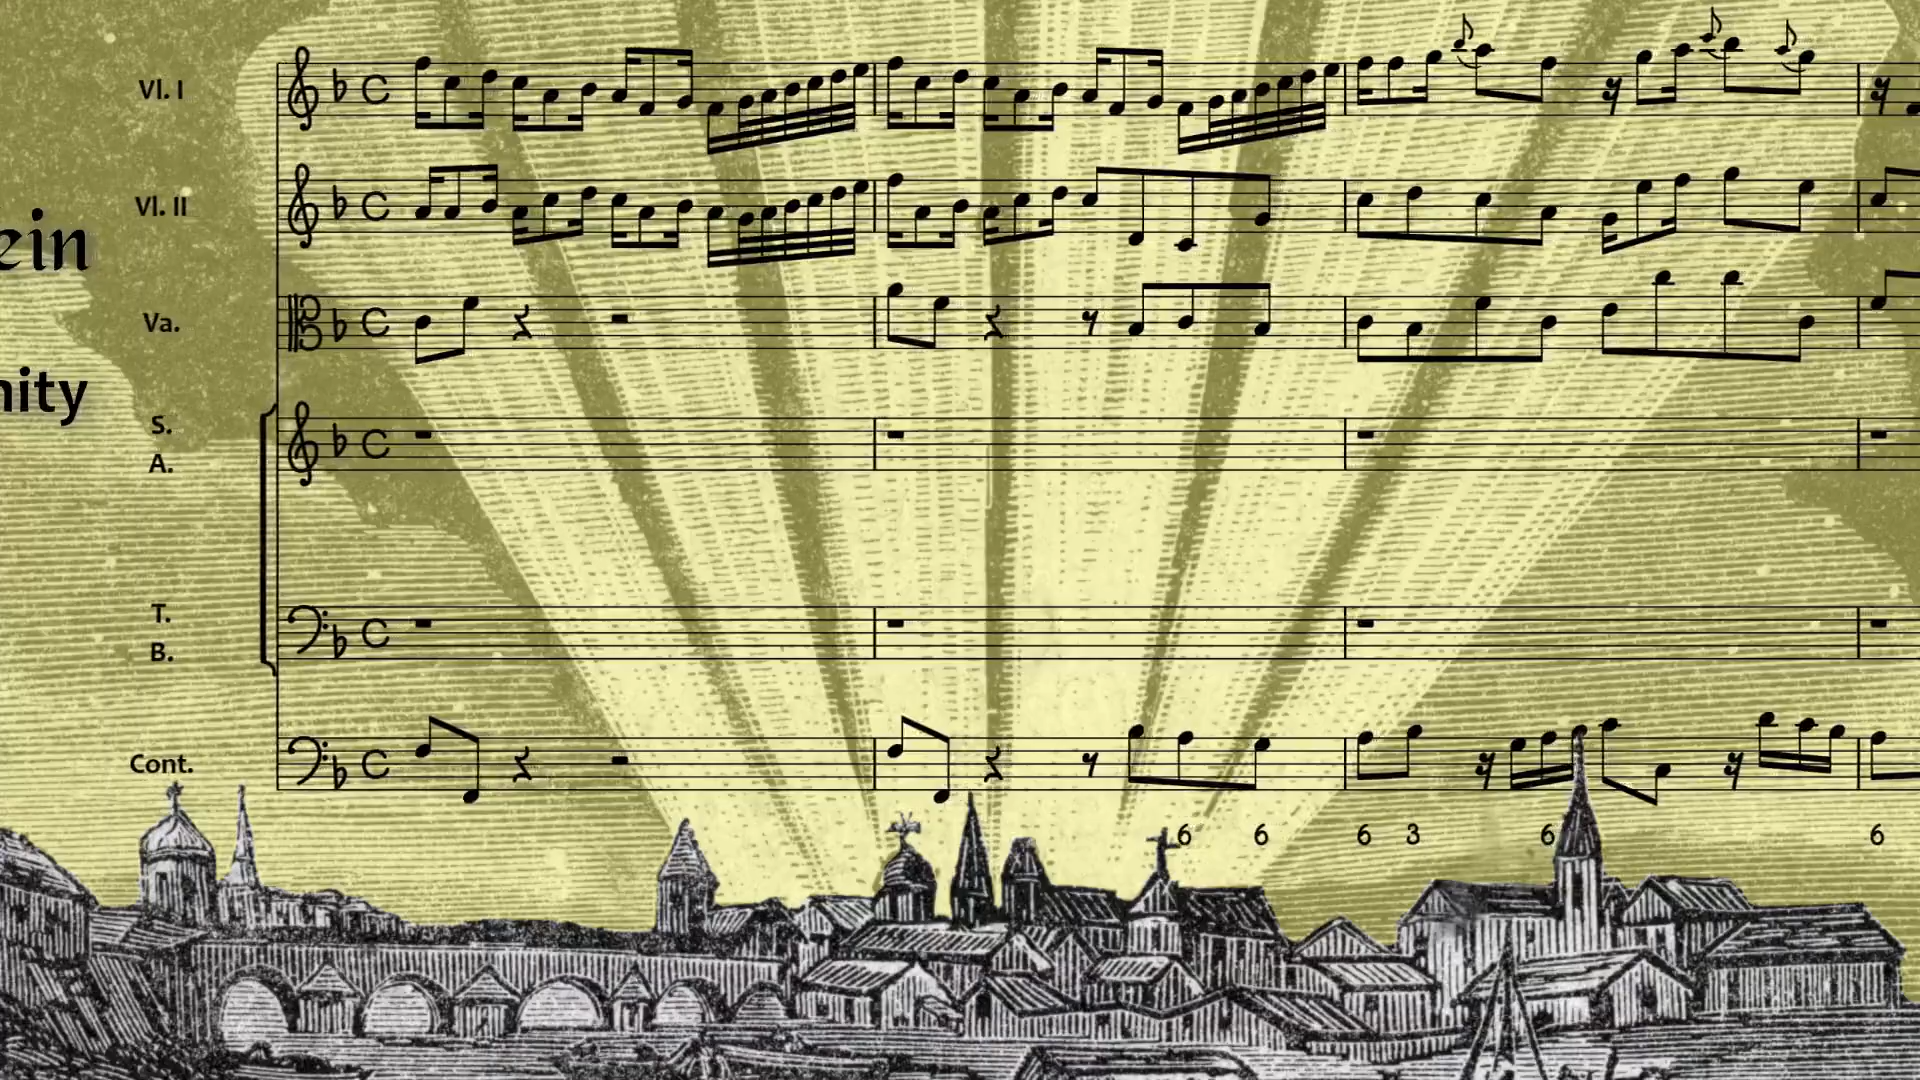 Vl. I
Vl. II
ein
Va.
nity
S.
A.
T.
B.
Cont.
6 6 6 3 6 6